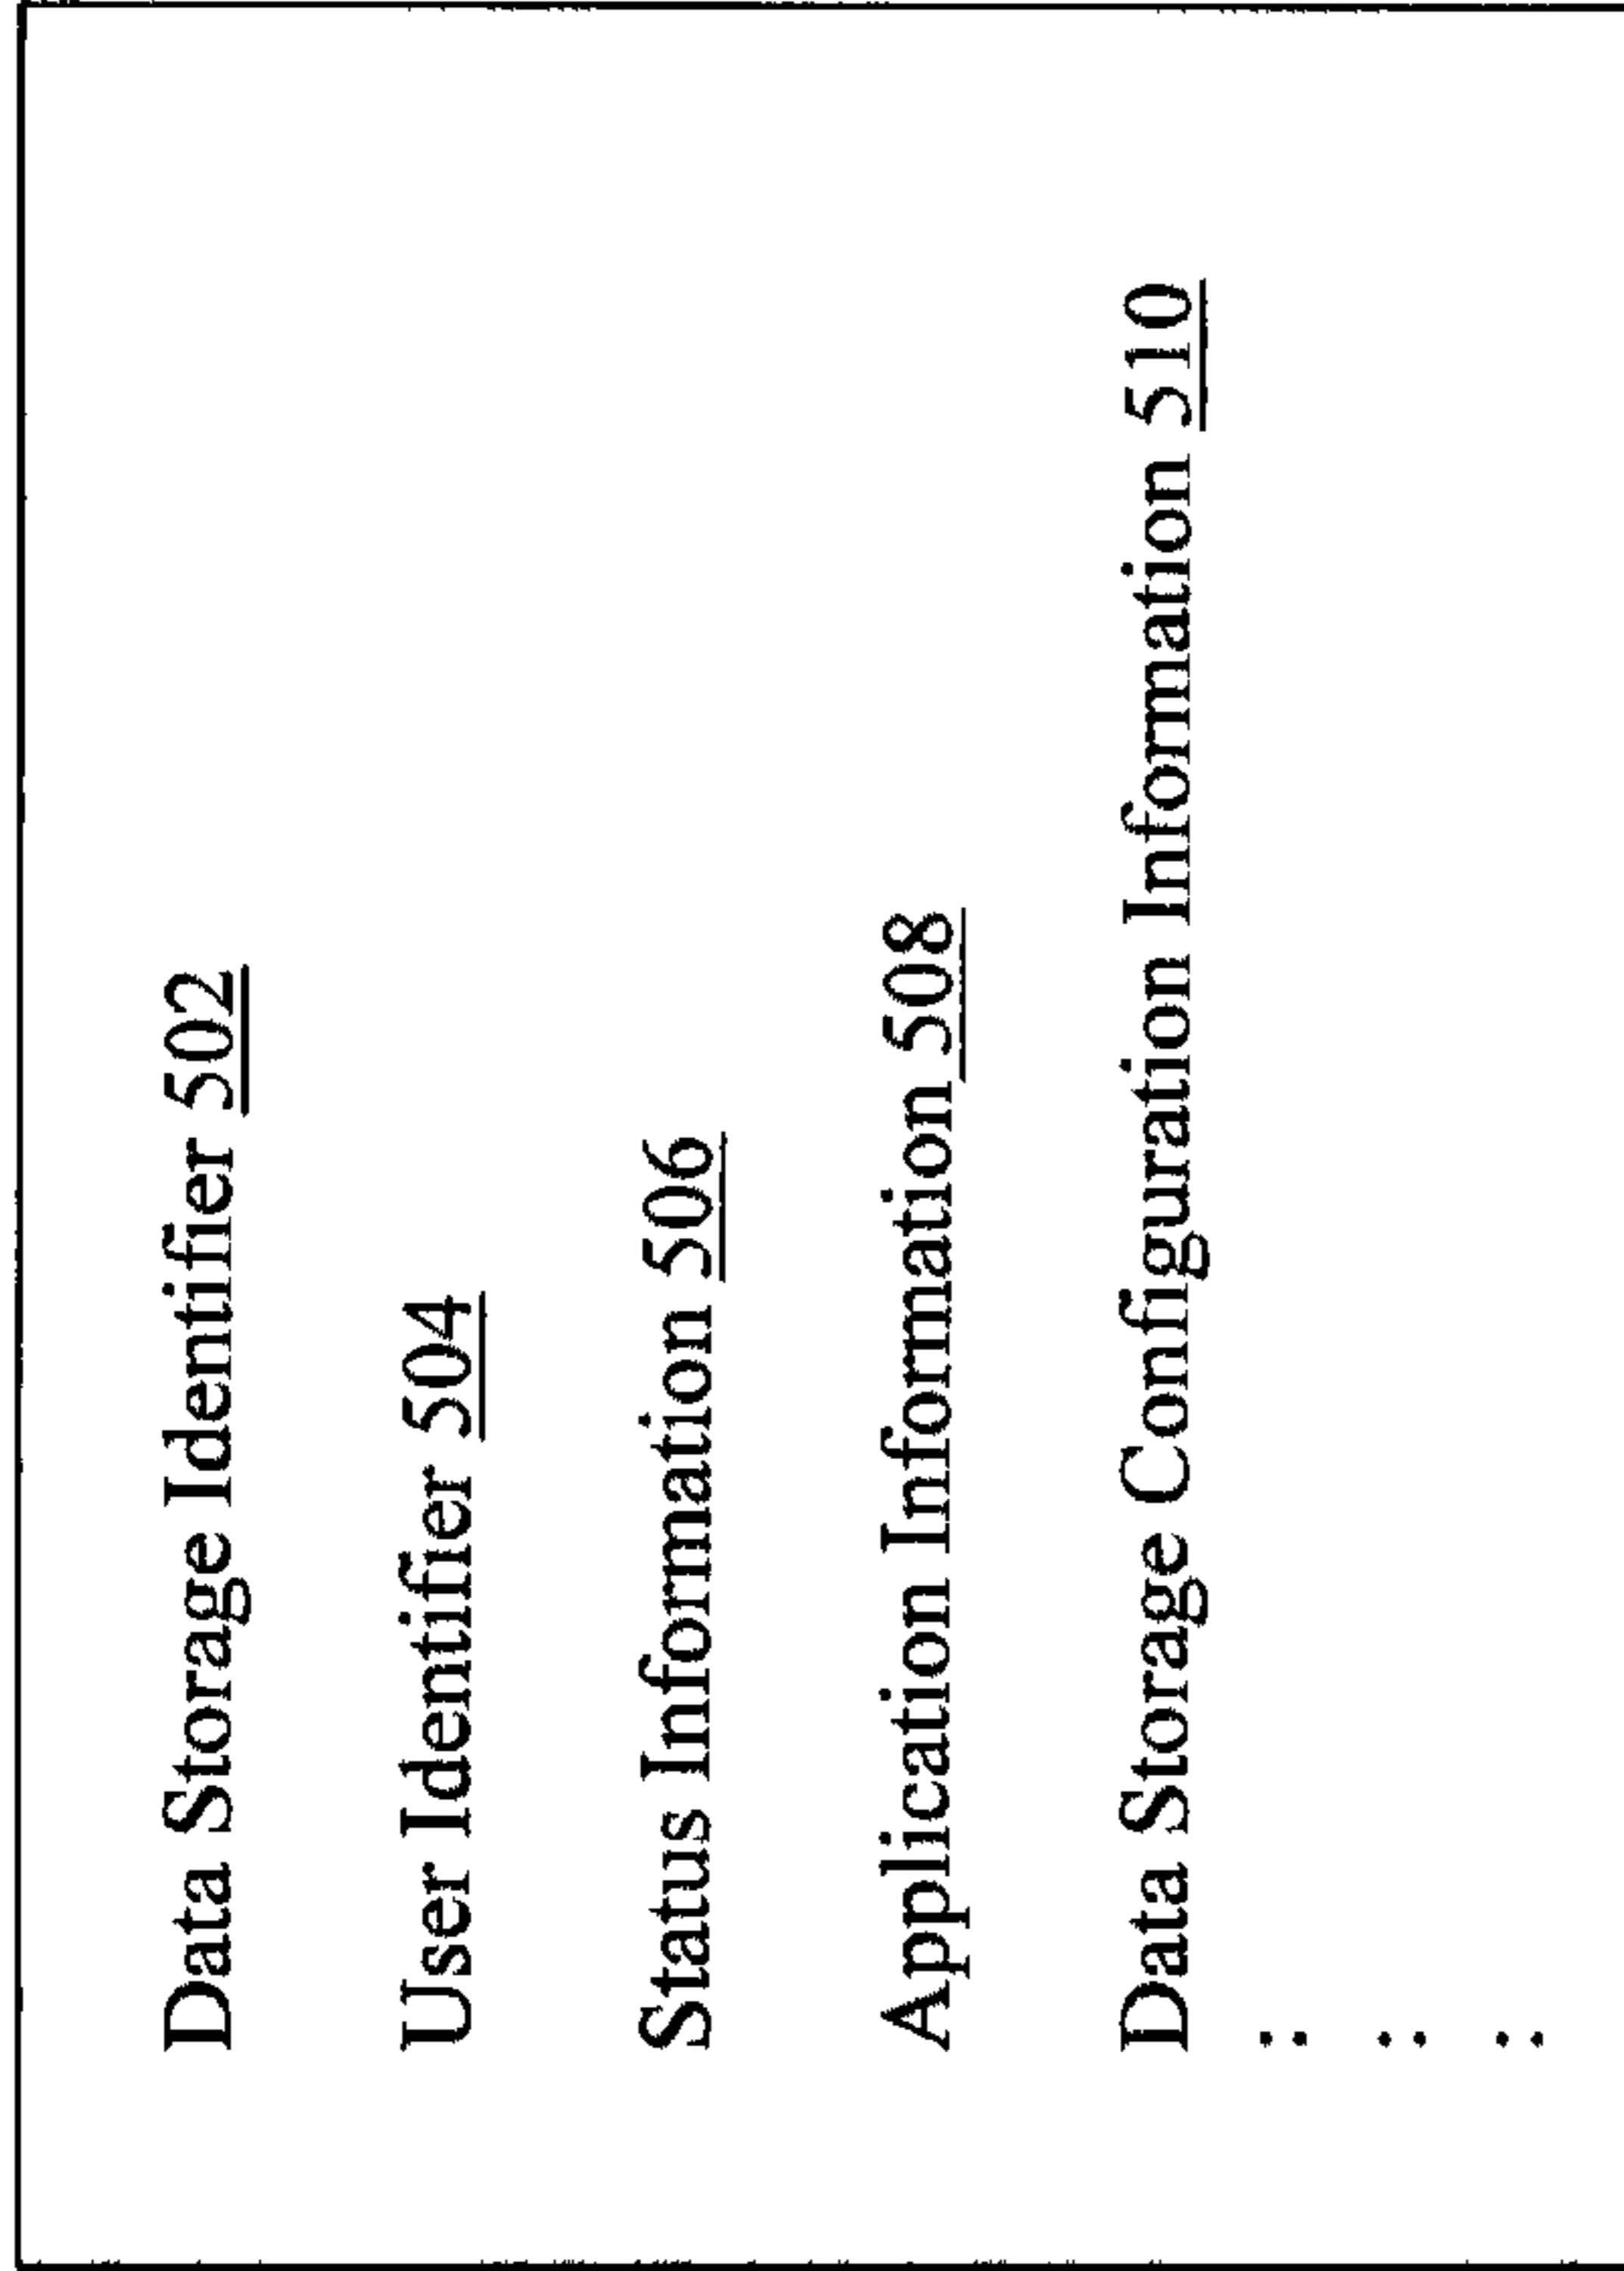 Data Storage Identifier 502
User Identifier 504
Status Information 506
Application Information 508
Data Storage Configuration Information 510
: : :